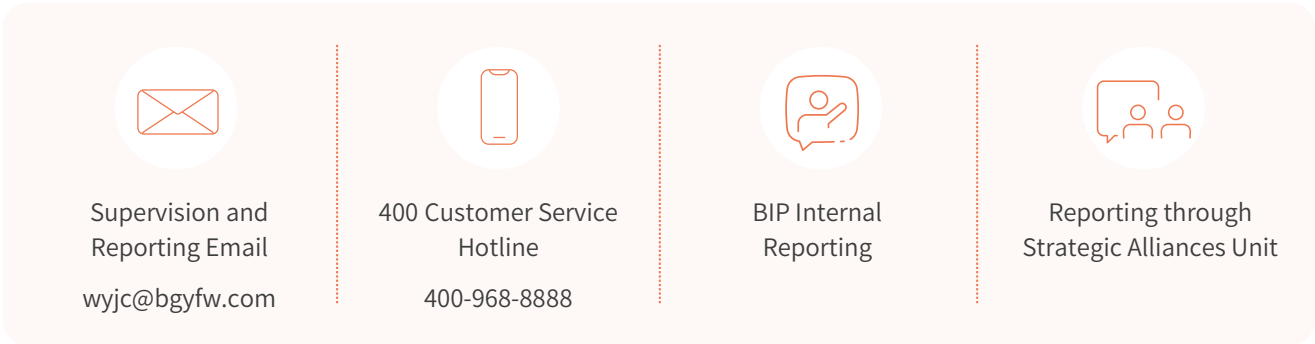 Supervision and
Reporting Email
wyjc@bgyfw.com
400 Customer Service
Hotline
400-968-8888
BIP Internal
Reporting
Reporting through
Strategic Alliances Unit